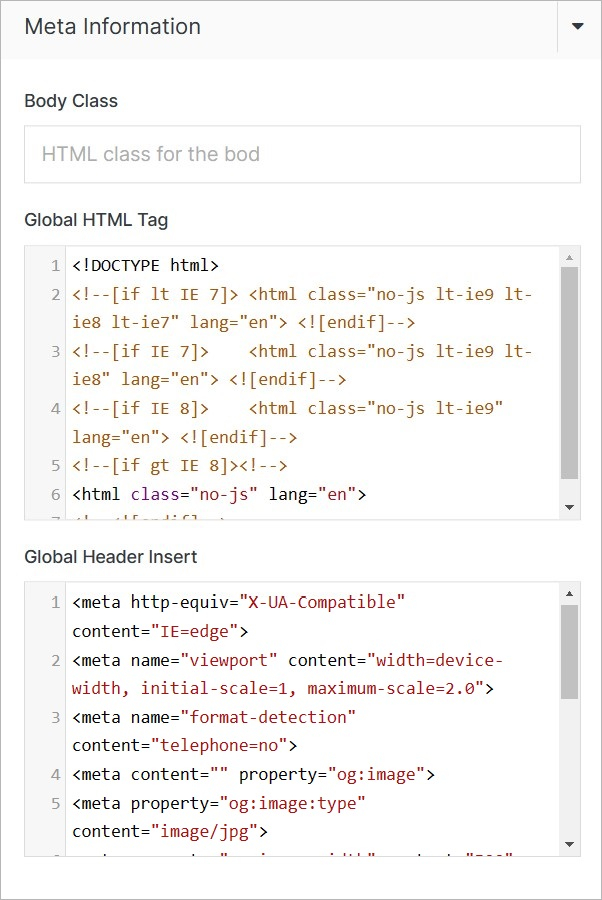 Meta Information
Body Class
HTML class for the bod
Global HTML Tag
1 <!DOCTYPE html>
2 <!--[if lt IE 7]> <html class="no-js lt-ie9 lt-
ie8 lt-ie7" lang="en"> <![endif]-->
3 <!--[if IE 7]>    <html class="no-js lt-ie9 lt-
ie8" lang="en"> <![endif]-->
4 <!--[if IE 8]>    <html class="no-js lt-ie9"
lang="en"> <![endif]-->
5 <!--[if gt IE 8]><!-->
6 <html class="no-js" lang="en">
Global Header Insert
1 <meta http-equiv="X-UA-Compatible"
content="IE=edge">
2 <meta name="viewport" content="width=device-
width, initial-scale=1, maximum-scale=2.0">
3 <meta name="format-detection"
content="telephone=no">
4 <meta content="" property="og:image">
5 <meta property="og:image:type"
content="image/jpg">